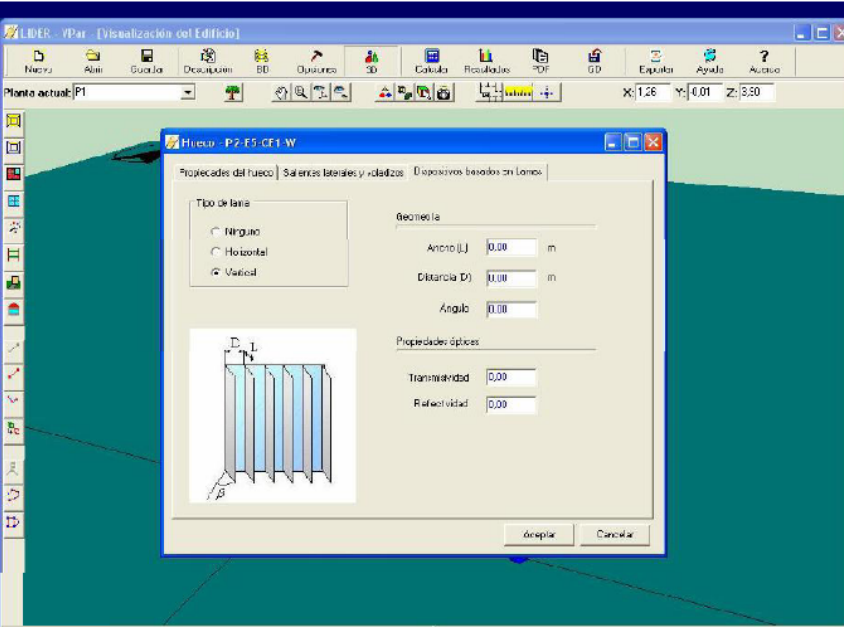 LIDER - VPar - [Visualización del Edificio]
Nuevo Abrir Guardar Descripción BD Opciones 3D Calcula Resultados PDF GD Exportar Ayuda Acerca
Planta actual: P1 X: 1,26 Y: -0,01 Z: 3,90
Hueco - P2-E5-CE1-W
Propiedades del hueco Salientes laterales y voladizos Dispositivos basados en Lamas
Tipo de lama
Ninguno
Horizontal
Vertical
Geometría
Ancho (L) 0,00 m
Distancia (D) 0,00 m
Ángulo 0,00
Propiedades ópticas
Transmisividad 0,00
Reflectividad 0,00
D L
β
Aceptar Cancelar